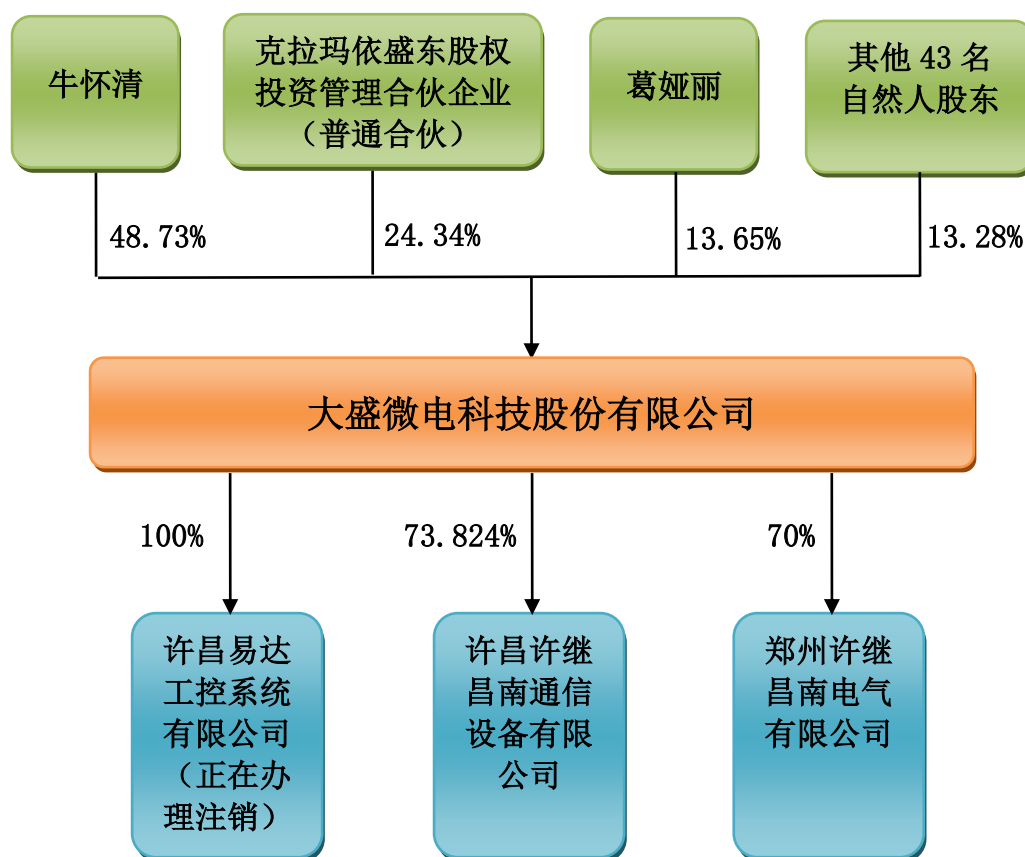 牛怀清
克拉玛依盛东股权
投资管理合伙企业
（普通合伙）
葛娅丽
其他 43 名
自然人股东
48.73%
24.34%
13.65%
13.28%
大盛微电科技股份有限公司
100%
73.824%
70%
许昌易达
工控系统
有限公司
（正在办
理注销）
许昌许继
昌南通信
设备有限
公司
郑州许继
昌南电气
有限公司